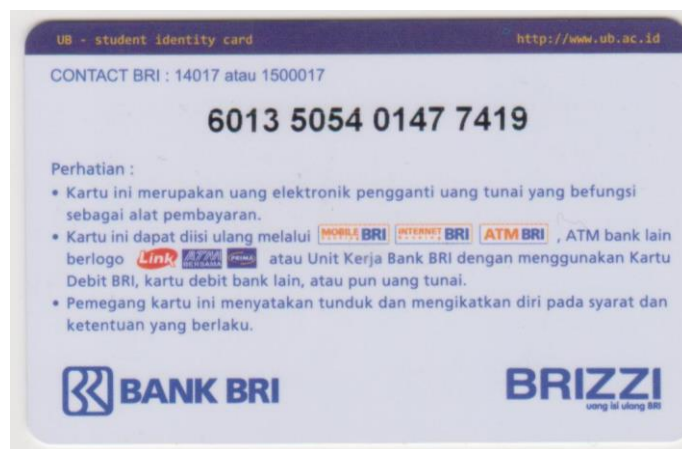 UB - student identity card http://www.ub.ac.id
CONTACT BRI : 14017 atau 1500017
6013 5054 0147 7419
Perhatian :
• Kartu ini merupakan uang elektronik pengganti uang tunai yang befungsi
sebagai alat pembayaran.
• Kartu ini dapat diisi ulang melalui MOBILE BRI INTERNET BRI ATM BRI , ATM bank lain
berlogo Link ATM BERSAMA PRIMA atau Unit Kerja Bank BRI dengan menggunakan Kartu
Debit BRI, kartu debit bank lain, atau pun uang tunai.
• Pemegang kartu ini menyatakan tunduk dan mengikatkan diri pada syarat dan
ketentuan yang berlaku.
BANK BRI BRIZZI
uang isi ulang BRI